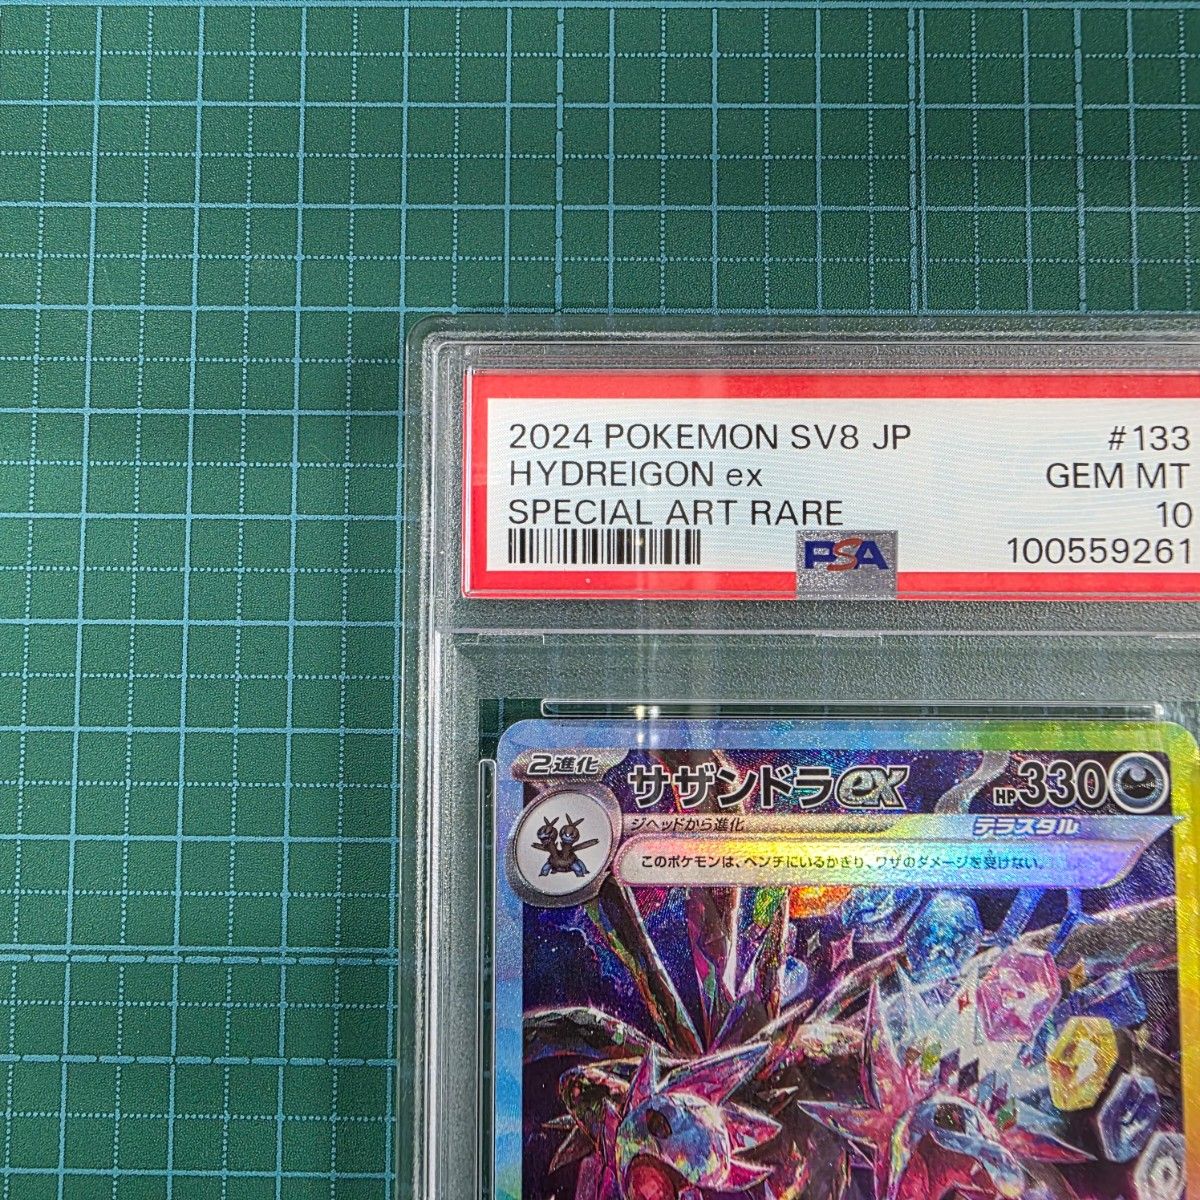 2024 POKEMON SV8 JP #133
HYDREIGON ex GEM MT
SPECIAL ART RARE 10
PSA 100559261
2進化 サザンドラex HP330
ジヘッドから進化 テラスタル
このポケモンは、ベンチにいるかぎり、ワザのダメージを受けない。